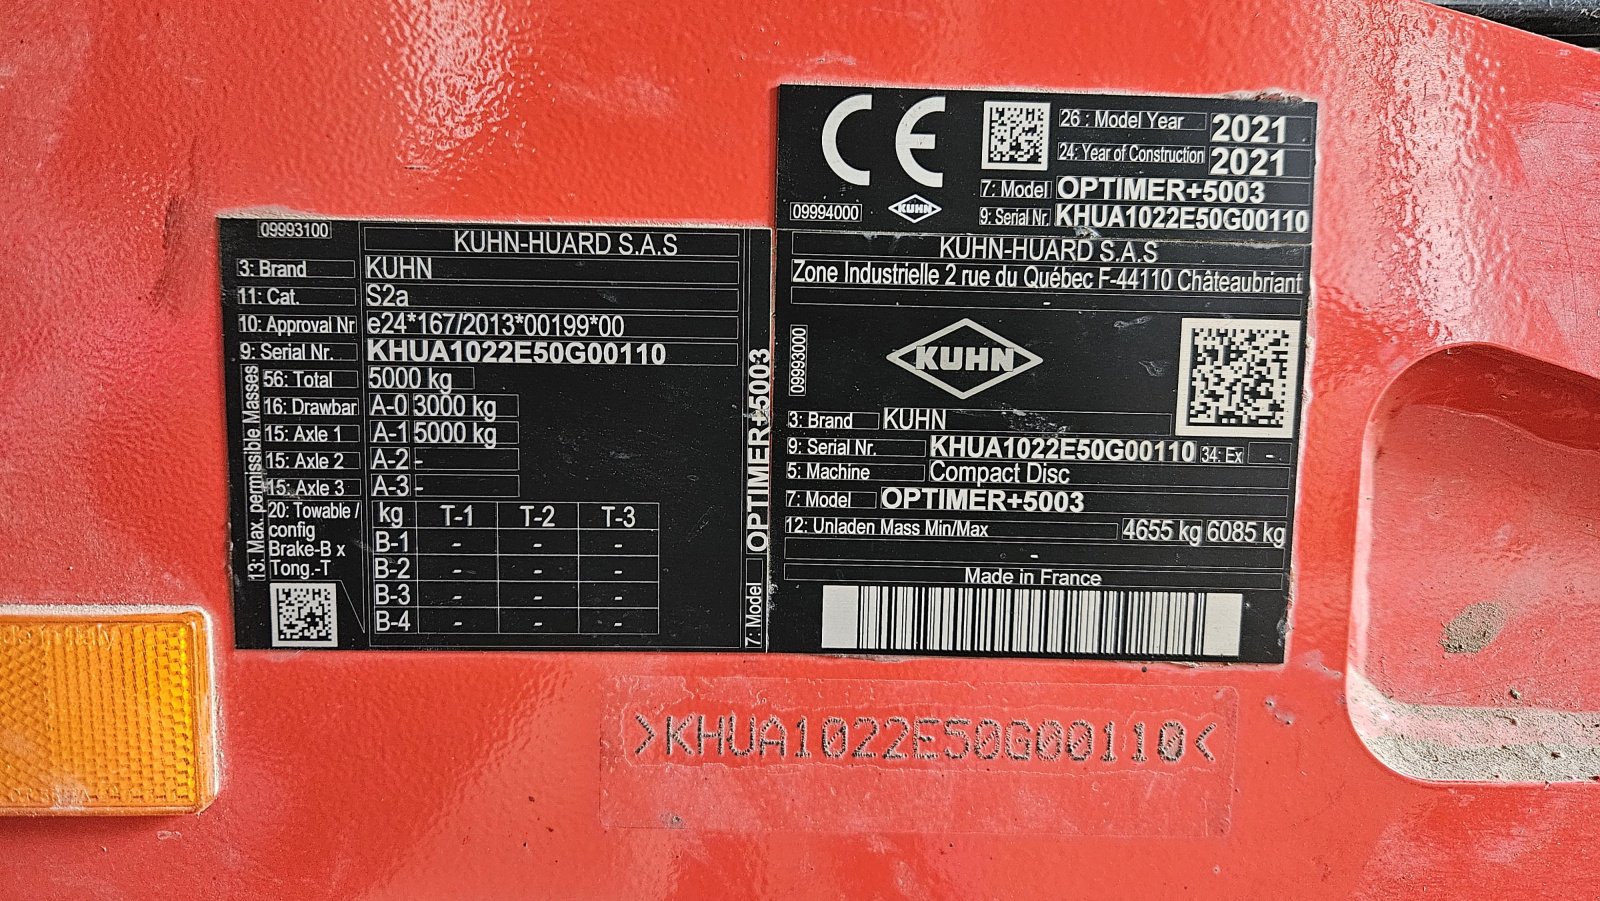 09993100
KUHN-HUARD S.A.S
3: Brand KUHN
11: Cat. S2a
10: Approval Nr e24*167/2013*00199*00
9: Serial Nr. KHUA1022E50G00110
13: Max. permissible Masses
56: Total 5000 kg
16: Drawbar A-0 3000 kg
15: Axle 1 A-1 5000 kg
15: Axle 2 A-2 -
15: Axle 3 A-3 -
20: Towable / config Brake-B x Tong.-T
kg T-1 T-2 T-3
B-1 - - -
B-2 - - -
B-3 - - -
B-4 - - -
7: Model OPTIMER+5003
CE
26 : Model Year 2021
24: Year of Construction 2021
7: Model OPTIMER+5003
09994000 KUHN 9: Serial Nr. KHUA1022E50G00110
KUHN-HUARD S.A.S
Zone Industrielle 2 rue du Québec F-44110 Châteaubriant
-
09993000
KUHN
3: Brand KUHN
9: Serial Nr. KHUA1022E50G00110 34: Ex -
5: Machine Compact Disc
7: Model OPTIMER+5003
12: Unladen Mass Min/Max 4655 kg 6085 kg
-
Made in France
>KHUA1022E50G00110<